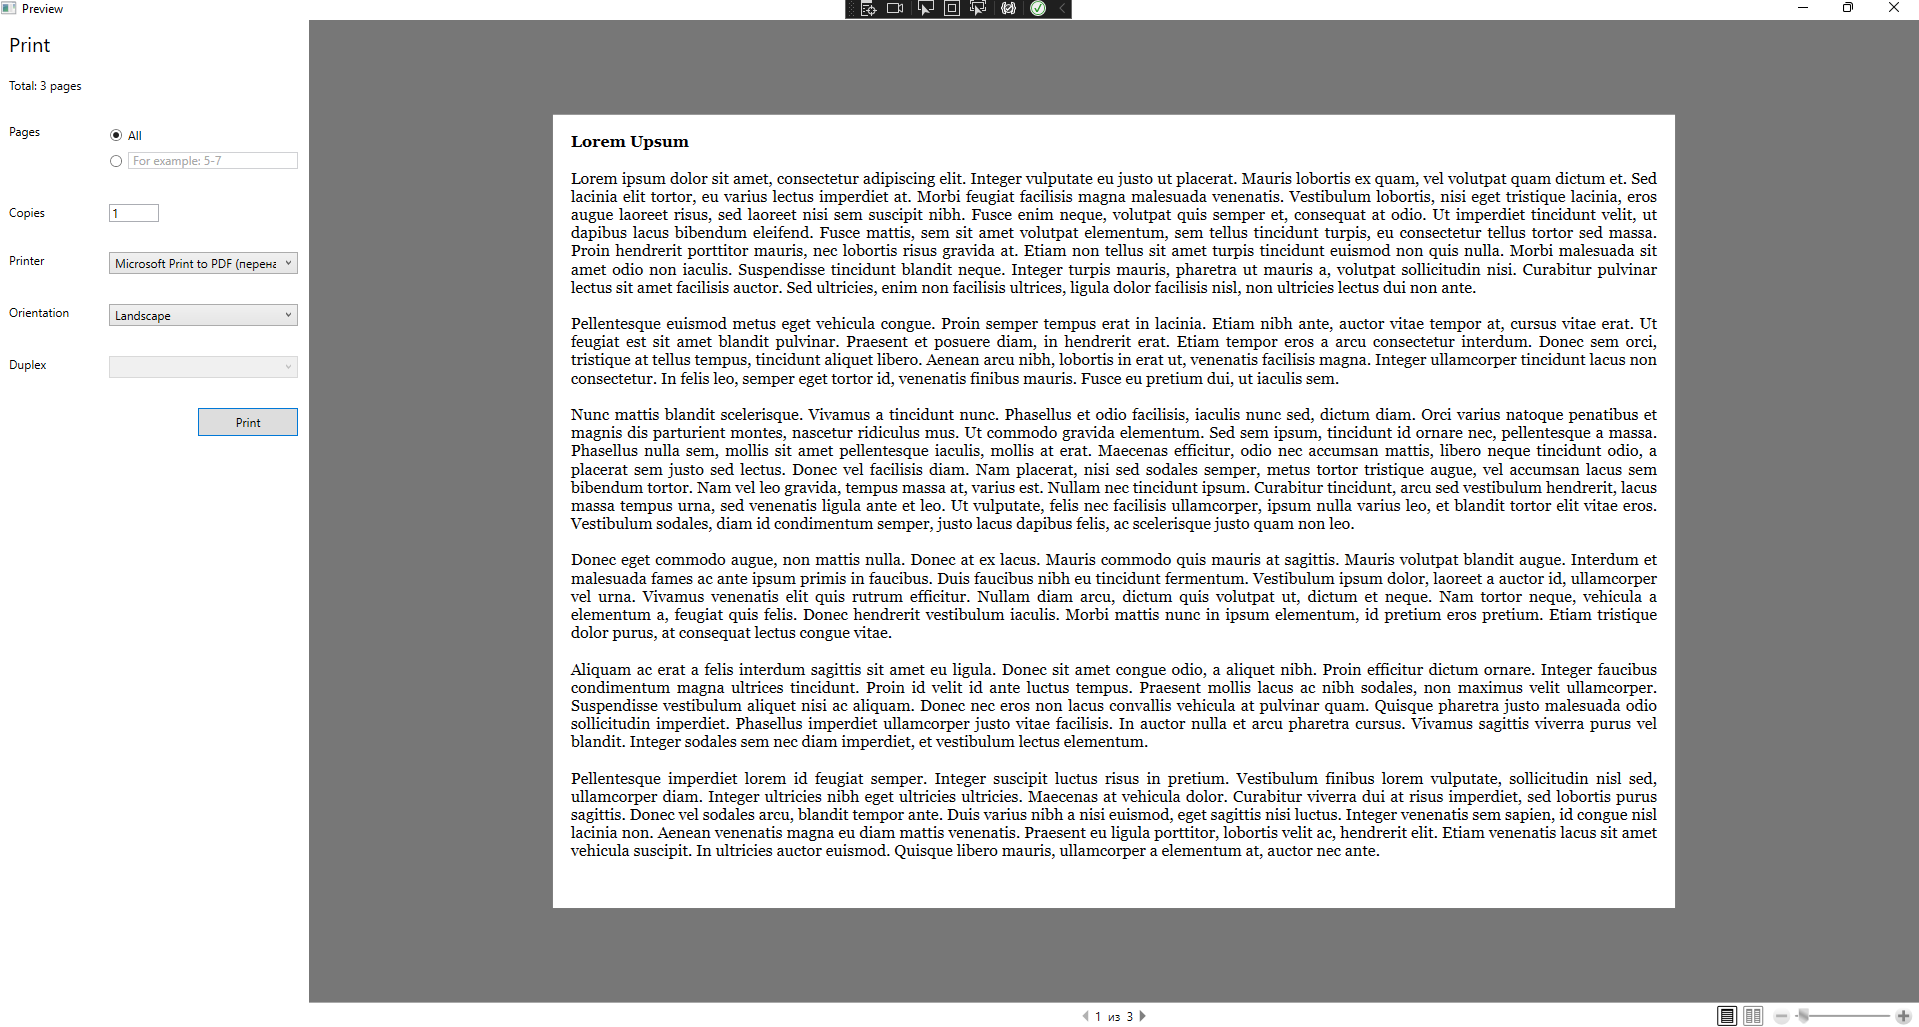 Preview
Print
Total: 3 pages
Pages
All
For example: 5-7
Copies
1
Printer
Microsoft Print to PDF (перена
Orientation
Landscape
Duplex
Print
Lorem Upsum
Lorem ipsum dolor sit amet, consectetur adipiscing elit. Integer vulputate eu justo ut placerat. Mauris lobortis ex quam, vel volutpat quam dictum et. Sed
lacinia elit tortor, eu varius lectus imperdiet at. Morbi feugiat facilisis magna malesuada venenatis. Vestibulum lobortis, nisi eget tristique lacinia, eros
augue laoreet risus, sed laoreet nisi sem suscipit nibh. Fusce enim neque, volutpat quis semper et, consequat at odio. Ut imperdiet tincidunt velit, ut
dapibus lacus bibendum eleifend. Fusce mattis, sem sit amet volutpat elementum, sem tellus tincidunt turpis, eu consectetur tellus tortor sed massa.
Proin hendrerit porttitor mauris, nec lobortis risus gravida at. Etiam non tellus sit amet turpis tincidunt euismod non quis nulla. Morbi malesuada sit
amet odio non iaculis. Suspendisse tincidunt blandit neque. Integer turpis mauris, pharetra ut mauris a, volutpat sollicitudin nisi. Curabitur pulvinar
lectus sit amet facilisis auctor. Sed ultricies, enim non facilisis ultrices, ligula dolor facilisis nisl, non ultricies lectus dui non ante.
Pellentesque euismod metus eget vehicula congue. Proin semper tempus erat in lacinia. Etiam nibh ante, auctor vitae tempor at, cursus vitae erat. Ut
feugiat est sit amet blandit pulvinar. Praesent et posuere diam, in hendrerit erat. Etiam tempor eros a arcu consectetur interdum. Donec sem orci,
tristique at tellus tempus, tincidunt aliquet libero. Aenean arcu nibh, lobortis in erat ut, venenatis facilisis magna. Integer ullamcorper tincidunt lacus non
consectetur. In felis leo, semper eget tortor id, venenatis finibus mauris. Fusce eu pretium dui, ut iaculis sem.
Nunc mattis blandit scelerisque. Vivamus a tincidunt nunc. Phasellus et odio facilisis, iaculis nunc sed, dictum diam. Orci varius natoque penatibus et
magnis dis parturient montes, nascetur ridiculus mus. Ut commodo gravida elementum. Sed sem ipsum, tincidunt id ornare nec, pellentesque a massa.
Phasellus nulla sem, mollis sit amet pellentesque iaculis, mollis at erat. Maecenas efficitur, odio nec accumsan mattis, libero neque tincidunt odio, a
placerat sem justo sed lectus. Donec vel facilisis diam. Nam placerat, nisi sed sodales semper, metus tortor tristique augue, vel accumsan lacus sem
bibendum tortor. Nam vel leo gravida, tempus massa at, varius est. Nullam nec tincidunt ipsum. Curabitur tincidunt, arcu sed vestibulum hendrerit, lacus
massa tempus urna, sed venenatis ligula ante et leo. Ut vulputate, felis nec facilisis ullamcorper, ipsum nulla varius leo, et blandit tortor elit vitae eros.
Vestibulum sodales, diam id condimentum semper, justo lacus dapibus felis, ac scelerisque justo quam non leo.
Donec eget commodo augue, non mattis nulla. Donec at ex lacus. Mauris commodo quis mauris at sagittis. Mauris volutpat blandit augue. Interdum et
malesuada fames ac ante ipsum primis in faucibus. Duis faucibus nibh eu tincidunt fermentum. Vestibulum ipsum dolor, laoreet a auctor id, ullamcorper
vel urna. Vivamus venenatis elit quis rutrum efficitur. Nullam diam arcu, dictum quis volutpat ut, dictum et neque. Nam tortor neque, vehicula a
elementum a, feugiat quis felis. Donec hendrerit vestibulum iaculis. Morbi mattis nunc in ipsum elementum, id pretium eros pretium. Etiam tristique
dolor purus, at consequat lectus congue vitae.
Aliquam ac erat a felis interdum sagittis sit amet eu ligula. Donec sit amet congue odio, a aliquet nibh. Proin efficitur dictum ornare. Integer faucibus
condimentum magna ultrices tincidunt. Proin id velit id ante luctus tempus. Praesent mollis lacus ac nibh sodales, non maximus velit ullamcorper.
Suspendisse vestibulum aliquet nisi ac aliquam. Donec nec eros non lacus convallis vehicula at pulvinar quam. Quisque pharetra justo malesuada odio
sollicitudin imperdiet. Phasellus imperdiet ullamcorper justo vitae facilisis. In auctor nulla et arcu pharetra cursus. Vivamus sagittis viverra purus vel
blandit. Integer sodales sem nec diam imperdiet, et vestibulum lectus elementum.
Pellentesque imperdiet lorem id feugiat semper. Integer suscipit luctus risus in pretium. Vestibulum finibus lorem vulputate, sollicitudin nisl sed,
ullamcorper diam. Integer ultricies nibh eget ultricies ultricies. Maecenas at vehicula dolor. Curabitur viverra dui at risus imperdiet, sed lobortis purus
sagittis. Donec vel sodales arcu, blandit tempor ante. Duis varius nibh a nisi euismod, eget sagittis nisi luctus. Integer venenatis sem sapien, id congue nisl
lacinia non. Aenean venenatis magna eu diam mattis venenatis. Praesent eu ligula porttitor, lobortis velit ac, hendrerit elit. Etiam venenatis lacus sit amet
vehicula suscipit. In ultricies auctor euismod. Quisque libero mauris, ullamcorper a elementum at, auctor nec ante.
1 из 3